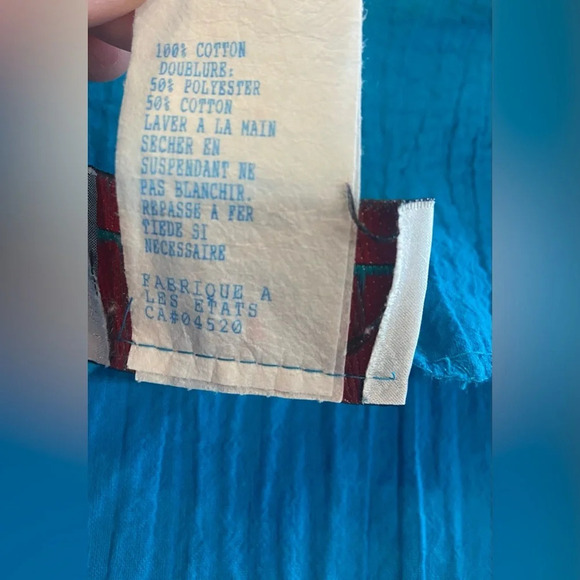 100% COTTON
DOUBLURE:
50% POLYESTER
50% COTTON
LAVER A LA MAIN
SECHER EN
SUSPENDANT NE
PAS BLANCHIR.
REPASSE A FER
TIEDE SI
NECESSAIRE
FABRIQUE A
LES ETATS
CA#04520